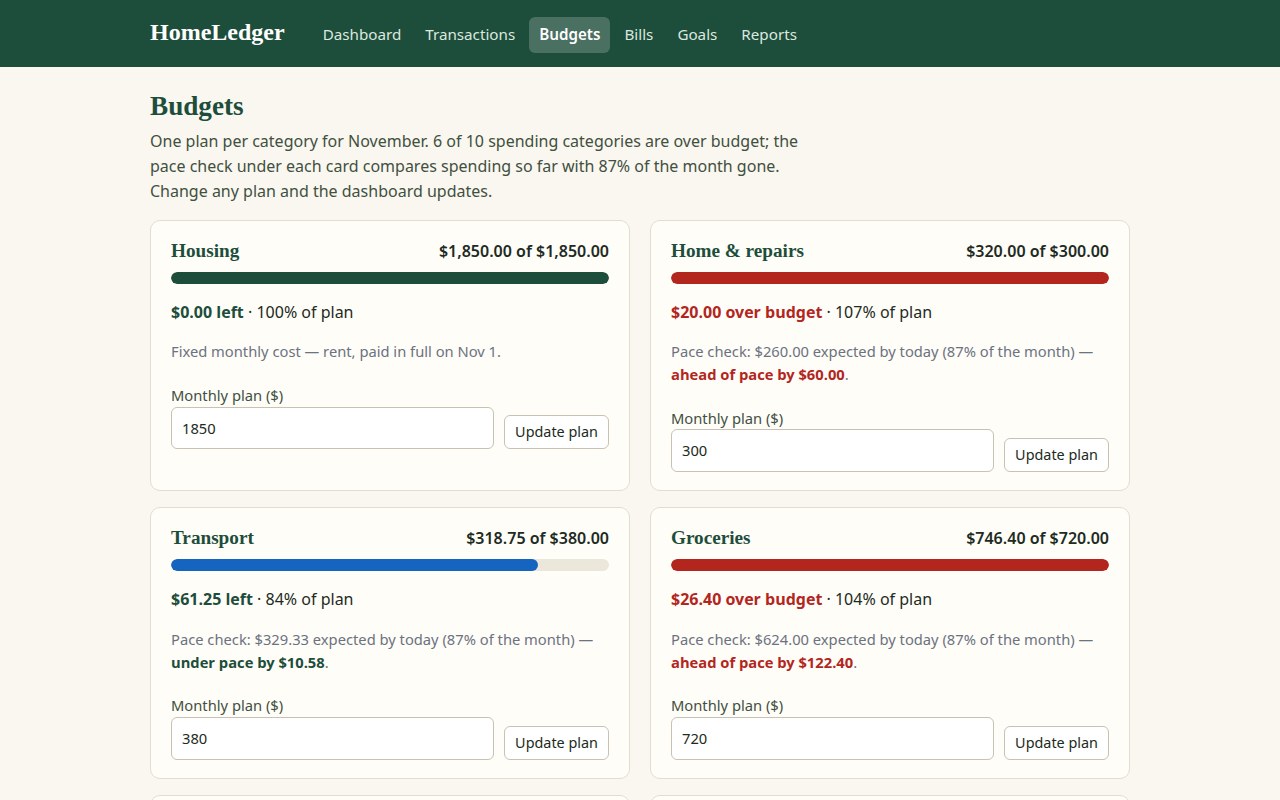 HomeLedger
Dashboard
Transactions
Budgets
Bills
Goals
Reports
Budgets
One plan per category for November. 6 of 10 spending categories are over budget; the
pace check under each card compares spending so far with 87% of the month gone.
Change any plan and the dashboard updates.
Housing
$1,850.00 of $1,850.00
$0.00 left · 100% of plan
Fixed monthly cost — rent, paid in full on Nov 1.
Monthly plan ($)
1850
Update plan
Home & repairs
$320.00 of $300.00
$20.00 over budget · 107% of plan
Pace check: $260.00 expected by today (87% of the month) —
ahead of pace by $60.00.
Monthly plan ($)
300
Update plan
Transport
$318.75 of $380.00
$61.25 left · 84% of plan
Pace check: $329.33 expected by today (87% of the month) —
under pace by $10.58.
Monthly plan ($)
380
Update plan
Groceries
$746.40 of $720.00
$26.40 over budget · 104% of plan
Pace check: $624.00 expected by today (87% of the month) —
ahead of pace by $122.40.
Monthly plan ($)
720
Update plan